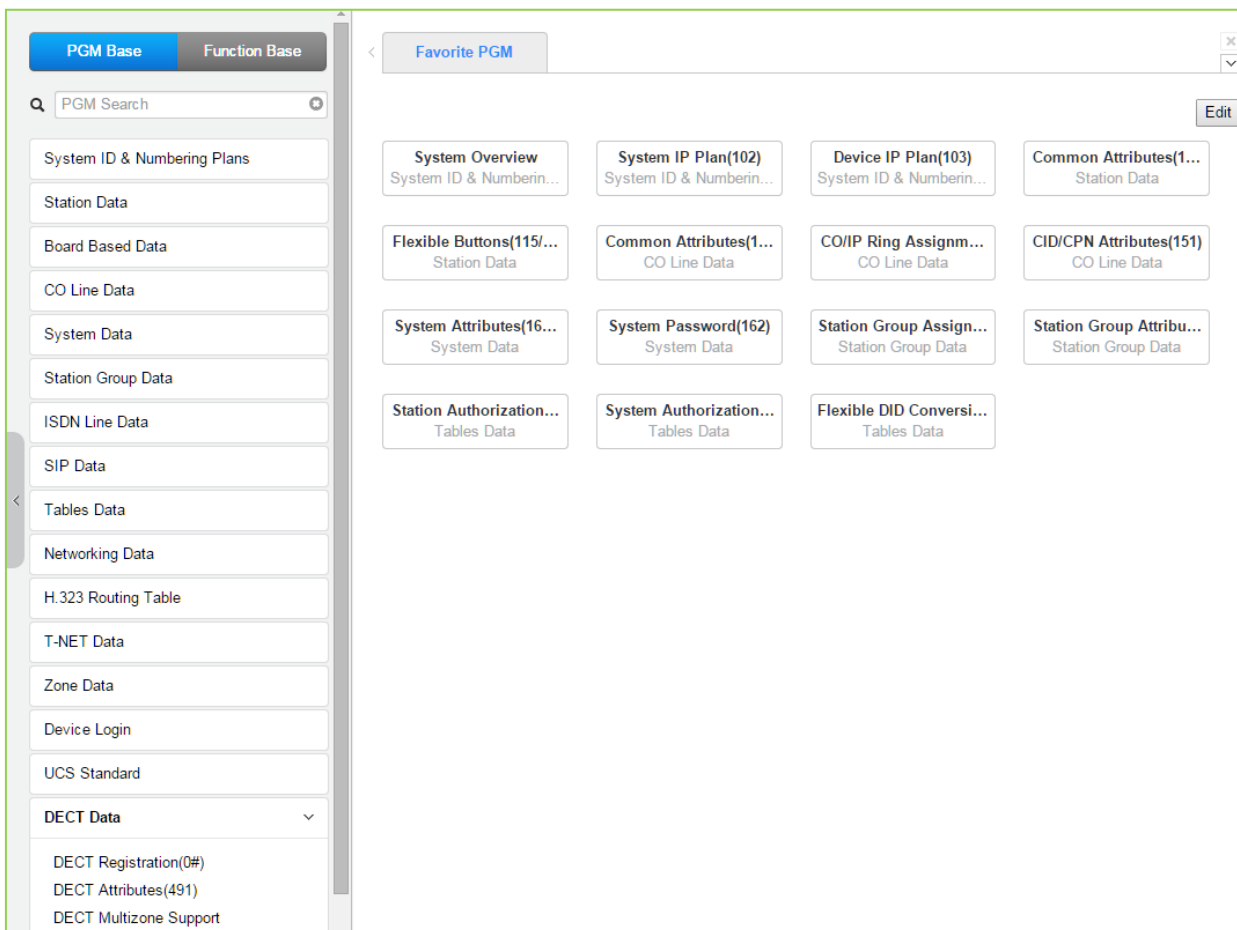 PGM Base
Function Base
PGM Search
System ID & Numbering Plans
Station Data
Board Based Data
CO Line Data
System Data
Station Group Data
ISDN Line Data
SIP Data
Tables Data
Networking Data
H.323 Routing Table
T-NET Data
Zone Data
Device Login
UCS Standard
DECT Data
DECT Registration(0#)
DECT Attributes(491)
DECT Multizone Support
Favorite PGM
Edit
System Overview
System ID & Numberin...
System IP Plan(102)
System ID & Numberin...
Device IP Plan(103)
System ID & Numberin...
Common Attributes(1...
Station Data
Flexible Buttons(115/...
Station Data
Common Attributes(1...
CO Line Data
CO/IP Ring Assignm...
CO Line Data
CID/CPN Attributes(151)
CO Line Data
System Attributes(16...
System Data
System Password(162)
System Data
Station Group Assign...
Station Group Data
Station Group Attribu...
Station Group Data
Station Authorization...
Tables Data
System Authorization...
Tables Data
Flexible DID Conversi...
Tables Data